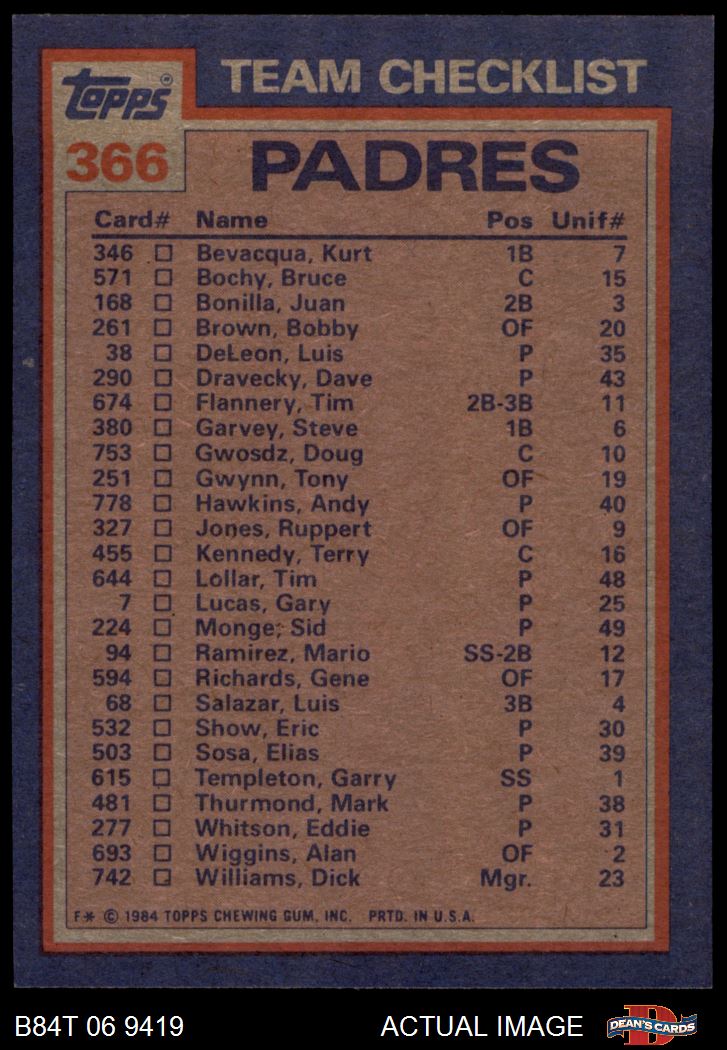 Topps® TEAM CHECKLIST
366 PADRES
Card# Name Pos Unif#
346 □ Bevacqua, Kurt 1B 7
571 □ Bochy, Bruce C 15
168 □ Bonilla, Juan 2B 3
261 □ Brown, Bobby OF 20
38 □ DeLeon, Luis P 35
290 □ Dravecky, Dave P 43
674 □ Flannery, Tim 2B-3B 11
380 □ Garvey, Steve 1B 6
753 □ Gwosdz, Doug C 10
251 □ Gwynn, Tony OF 19
778 □ Hawkins, Andy P 40
327 □ Jones, Ruppert OF 9
455 □ Kennedy, Terry C 16
644 □ Lollar, Tim P 48
7 □ Lucas, Gary P 25
224 □ Monge, Sid P 49
94 □ Ramirez, Mario SS-2B 12
594 □ Richards, Gene OF 17
68 □ Salazar, Luis 3B 4
532 □ Show, Eric P 30
503 □ Sosa, Elias P 39
615 □ Templeton, Garry SS 1
481 □ Thurmond, Mark P 38
277 □ Whitson, Eddie P 31
693 □ Wiggins, Alan OF 2
742 □ Williams, Dick Mgr. 23
F* © 1984 TOPPS CHEWING GUM, INC. PRTD. IN U.S.A.
B84T 06 9419 ACTUAL IMAGE D DEAN'S CARDS